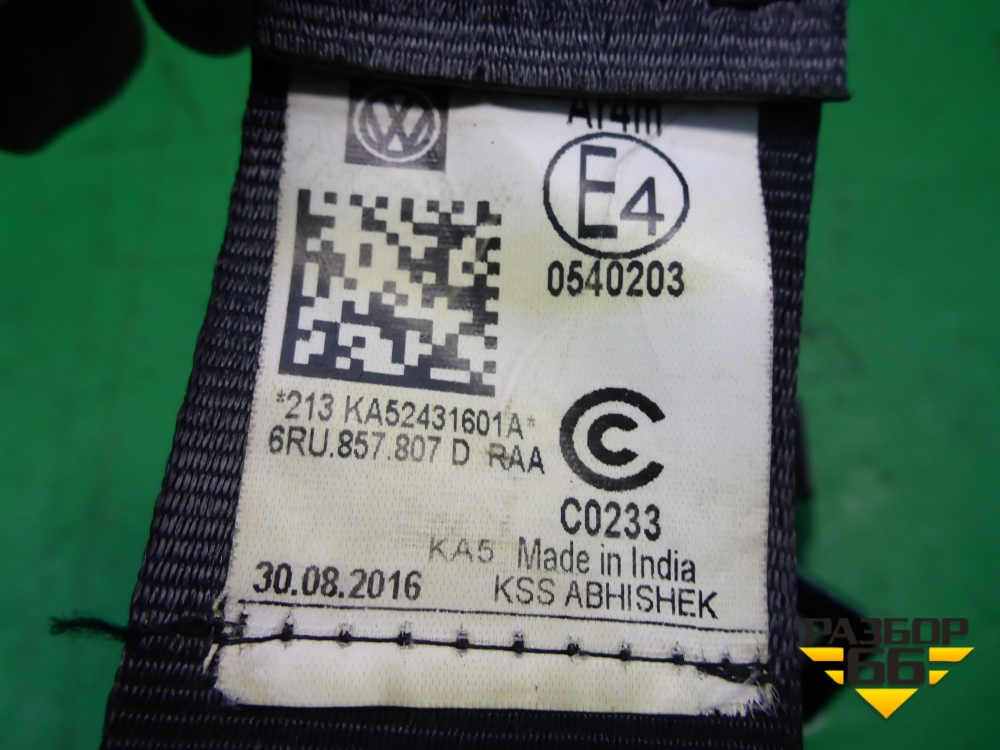 Ar4m
E4
0540203
*213 KA52431601A*
6RU.857.807 D RAA
C
C0233
KA5 Made in India
30.08.2016 KSS ABHISHEK
РАЗБОР
66